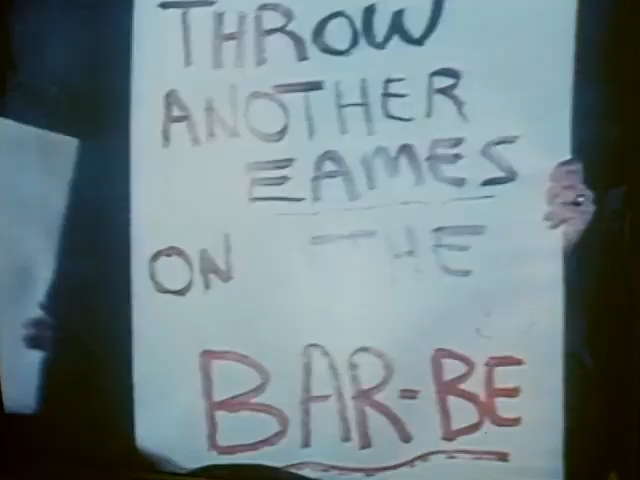 THROW
ANOTHER
EAMES
ON THE
BAR-BE